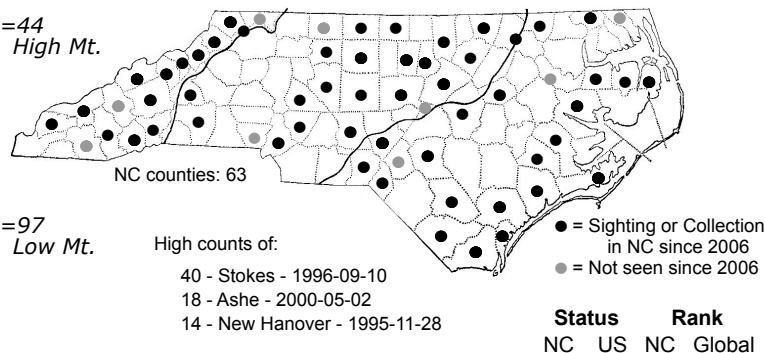 =44
High Mt.
NC counties: 63
=97
Low Mt.
High counts of:
40 - Stokes - 1996-09-10
18 - Ashe - 2000-05-02
14 - New Hanover - 1995-11-28
= Sighting or Collection
in NC since 2006
= Not seen since 2006
Status Rank
NC US NC Global